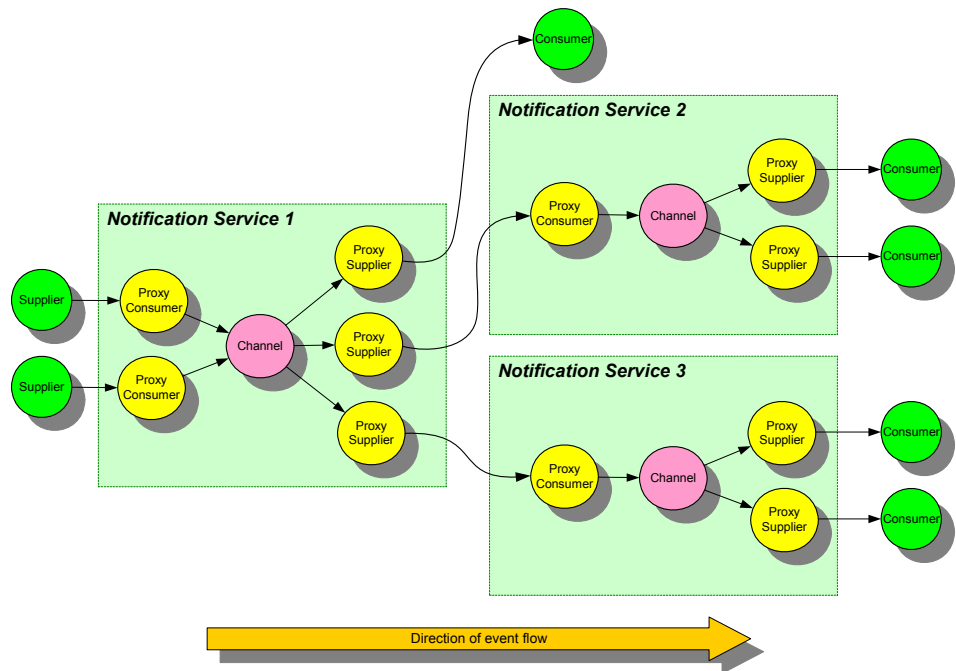 Consumer
Notification Service 2
Proxy
Supplier
Consumer
Proxy
Consumer
Channel
Proxy
Supplier
Consumer
Notification Service 1
Proxy
Supplier
Supplier
Proxy
Consumer
Channel
Proxy
Supplier
Supplier
Proxy
Consumer
Proxy
Supplier
Notification Service 3
Proxy
Supplier
Consumer
Proxy
Consumer
Channel
Proxy
Supplier
Consumer
Direction of event flow